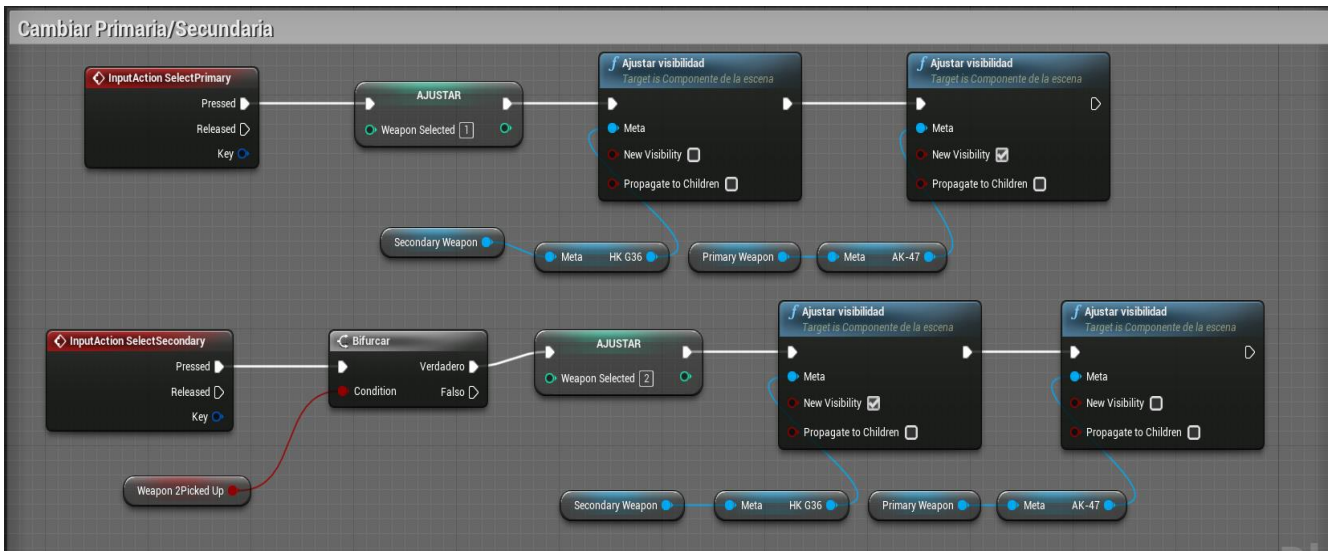 Cambiar Primaria/Secundaria
InputAction SelectPrimary
Pressed
Released
Key
AJUSTAR
Weapon Selected 1
Ajustar visibilidad
Target is Componente de la escena
Meta
New Visibility
Propagate to Children
Ajustar visibilidad
Target is Componente de la escena
Meta
New Visibility
Propagate to Children
Secondary Weapon
Meta HK G36
Primary Weapon
Meta AK-47
InputAction SelectSecondary
Pressed
Released
Key
Bifurcar
Verdadero
Condition Falso
AJUSTAR
Weapon Selected 2
Ajustar visibilidad
Target is Componente de la escena
Meta
New Visibility
Propagate to Children
Ajustar visibilidad
Target is Componente de la escena
Meta
New Visibility
Propagate to Children
Weapon 2Picked Up
Secondary Weapon
Meta HK G36
Primary Weapon
Meta AK-47